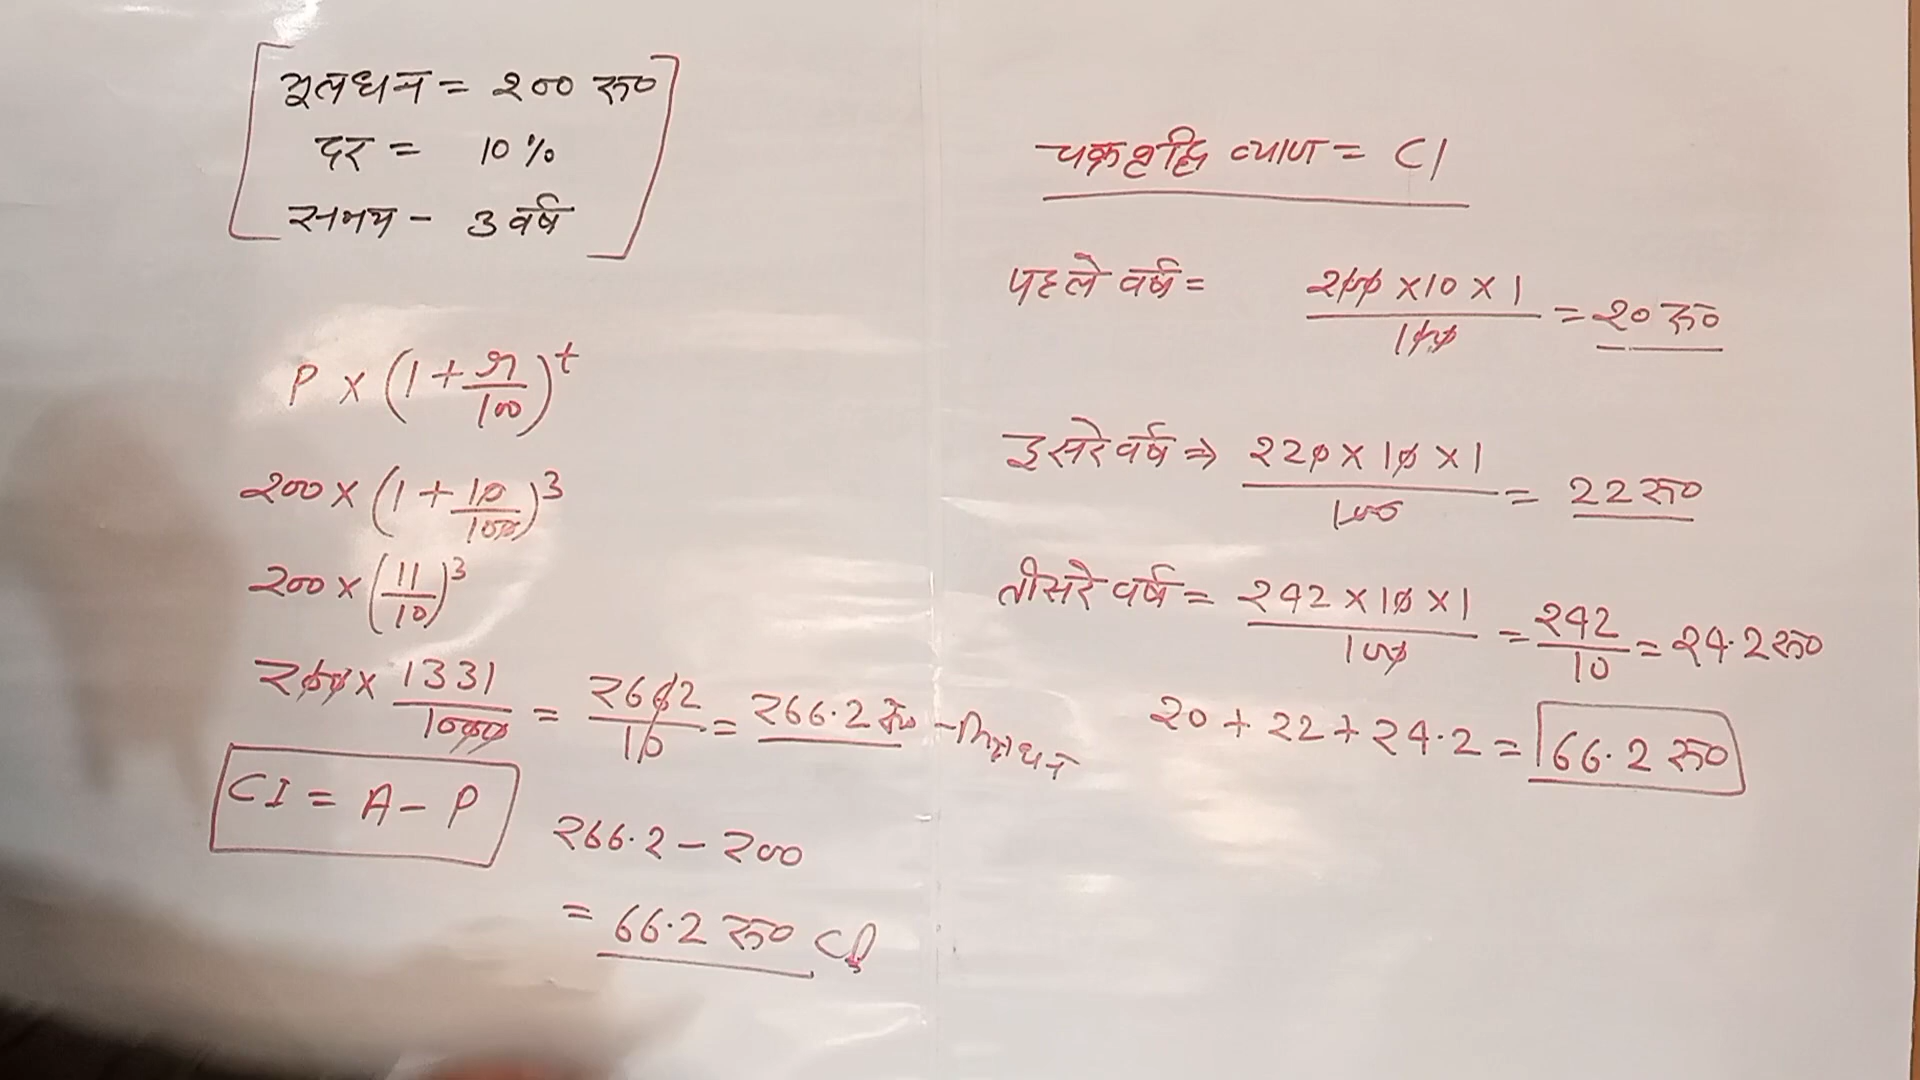 मूलधन = 200 रू०
दर = 10%
समय - 3 वर्ष
P × (1 + r/100)^t
200 × (1 + 10/100)^3
200 × (11/10)^3
200 × 1331/1000 = 2662/10 = 266.2 रू० - मिश्रधन
CI = A - P
266.2 - 200
= 66.2 रू० CI
चक्रवृद्धि ब्याज = CI
पहले वर्ष = 200 × 10 × 1/100 = 20 रू०
दूसरे वर्ष ⇒ 220 × 10 × 1/100 = 22 रू०
तीसरे वर्ष = 242 × 10 × 1/100 = 242/10 = 24.2 रू०
20 + 22 + 24.2 = 66.2 रू०